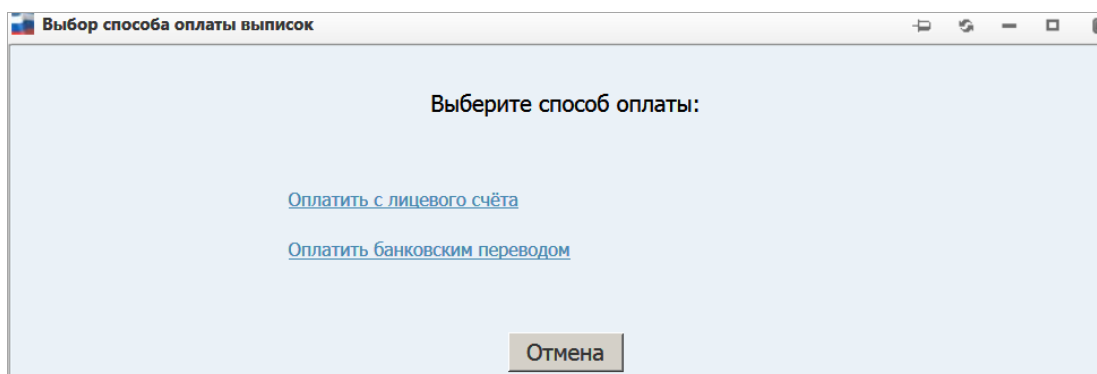 Выбор способа оплаты выписок
Выберите способ оплаты:
Оплатить с лицевого счёта
Оплатить банковским переводом
Отмена